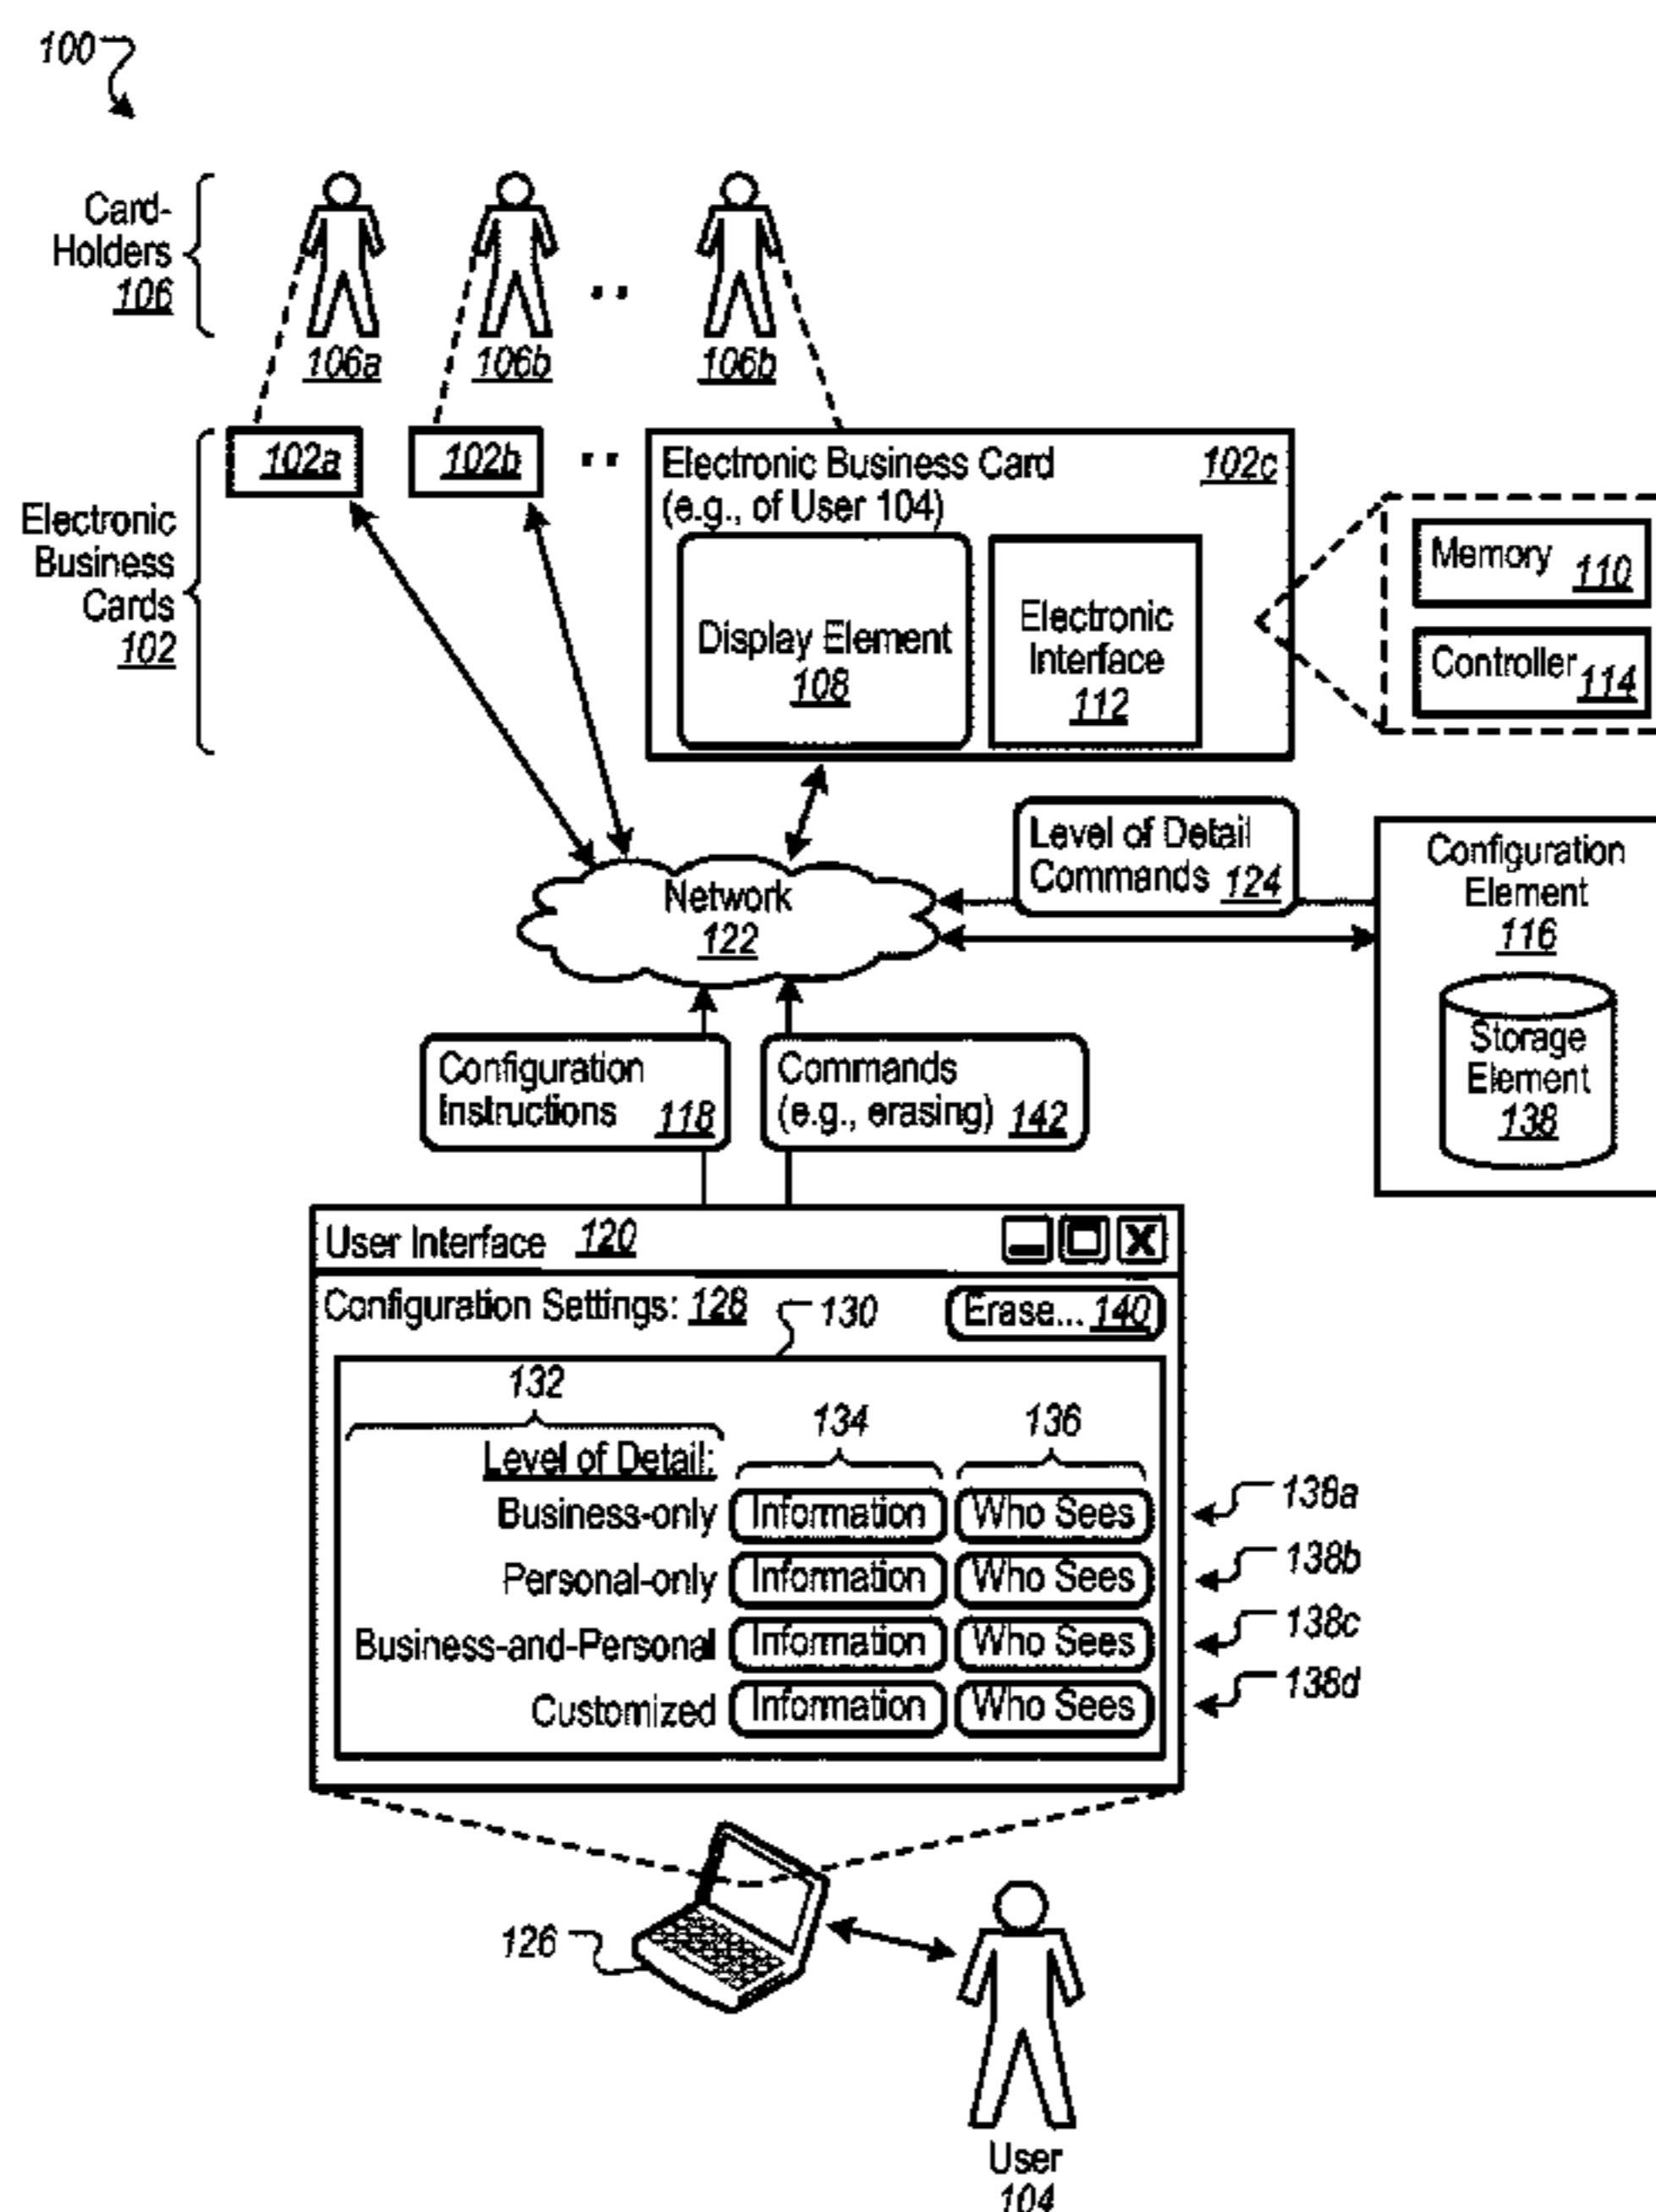 100
Card-
Holders
106
106a
106b
..
106b
Electronic
Business
Cards
102
102a
102b
..
Electronic Business Card
102c
(e.g., of User 104)
Display Element
108
Electronic
Interface
112
Memory
110
Controller
114
Level of Detail
Commands 124
Configuration
Element
116
Storage
Element
138
Network
122
Configuration
Instructions 118
Commands
(e.g., erasing) 142
User Interface 120
X
Configuration Settings: 128
130
Erase... 140
132
134
136
Level of Detail:
Business-only Information Who Sees 138a
Personal-only Information Who Sees 138b
Business-and-Personal Information Who Sees 138c
Customized Information Who Sees 138d
126
User
104